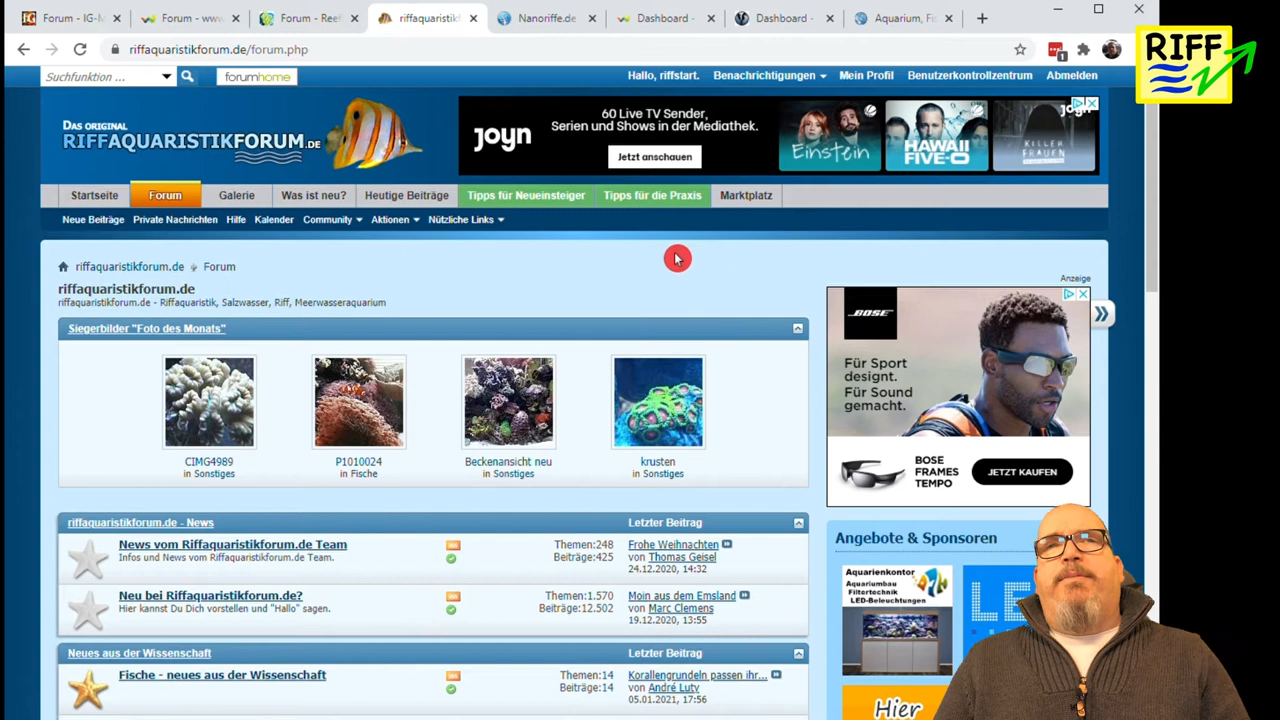 Forum - IG-M
Forum - www.
Forum - Reef
riffaquaristikf
Nanoriffe.de
Dashboard -
Dashboard -
Aquarium, Fi
riffaquaristikforum.de/forum.php
1
RIFF
Suchfunktion ...
forumhome
Hallo, riffstart.
Benachrichtigungen
Mein Profil
Benutzerkontrollzentrum
Abmelden
DAS ORIGINAL
RIFFAQUARISTIKFORUM.DE
joyn
60 Live TV Sender,
Serien und Shows in der Mediathek.
Jetzt anschauen
Einstein
HAWAII
FIVE-O
KILLER
FRAUEN
Startseite
Forum
Galerie
Was ist neu?
Heutige Beiträge
Tipps für Neueinsteiger
Tipps für die Praxis
Marktplatz
Neue Beiträge
Private Nachrichten
Hilfe
Kalender
Community
Aktionen
Nützliche Links
riffaquaristikforum.de
Forum
riffaquaristikforum.de
riffaquaristikforum.de - Riffaquaristik, Salzwasser, Riff, Meerwasseraquarium
Siegerbilder "Foto des Monats"
CIMG4989
in Sonstiges
P1010024
in Fische
Beckenansicht neu
in Sonstiges
krusten
in Sonstiges
Anzeige
BOSE
Für Sport
designt.
Für Sound
gemacht.
BOSE
FRAMES
TEMPO
JETZT KAUFEN
riffaquaristikforum.de - News
Letzter Beitrag
News vom Riffaquaristikforum.de Team
Infos und News vom Riffaquaristikforum.de Team.
Themen:248
Beiträge:425
Frohe Weihnachten
von Thomas Geisel
24.12.2020, 14:32
Neu bei Riffaquaristikforum.de?
Hier kannst Du Dich vorstellen und "Hallo" sagen.
Themen:1.570
Beiträge:12.502
Moin aus dem Emsland
von Marc Clemens
19.12.2020, 13:55
Neues aus der Wissenschaft
Letzter Beitrag
Fische - neues aus der Wissenschaft
Themen:14
Beiträge:14
Korallengrundeln passen ihr...
von André Luty
05.01.2021, 17:56
Angebote & Sponsoren
Aquarienkontor
Aquariumbau
Filtertechnik
LED-Beleuchtungen
LE
Hier